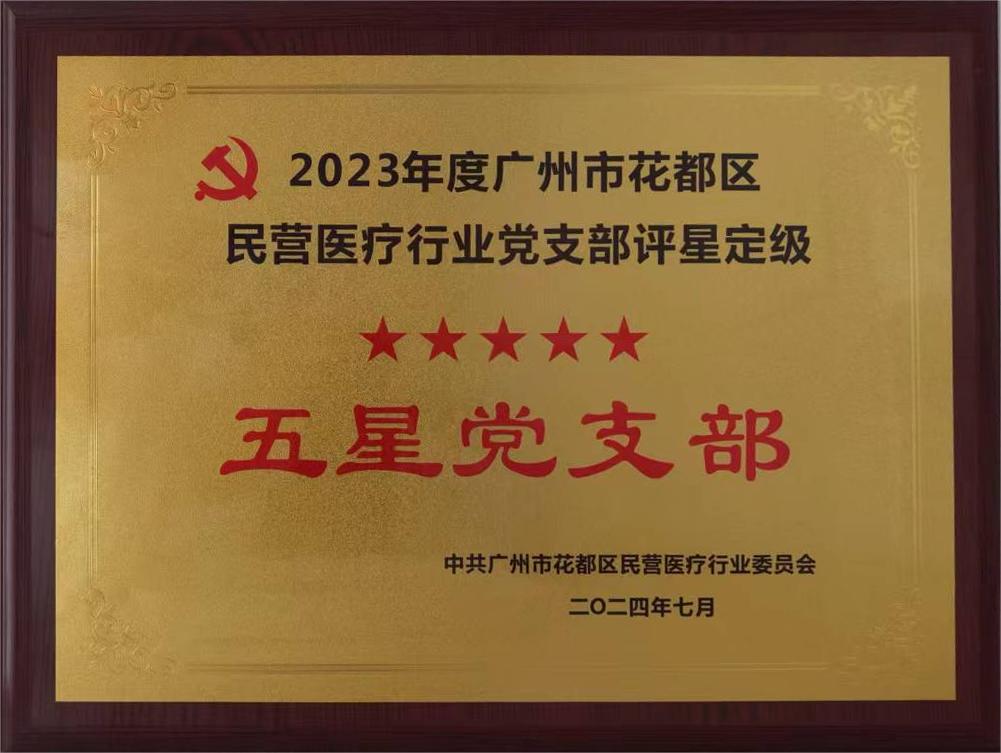 2023年度广州市花都区
民营医疗行业党支部评星定级
★★★★★
五星党支部
中共广州市花都区民营医疗行业委员会
二〇二四年七月